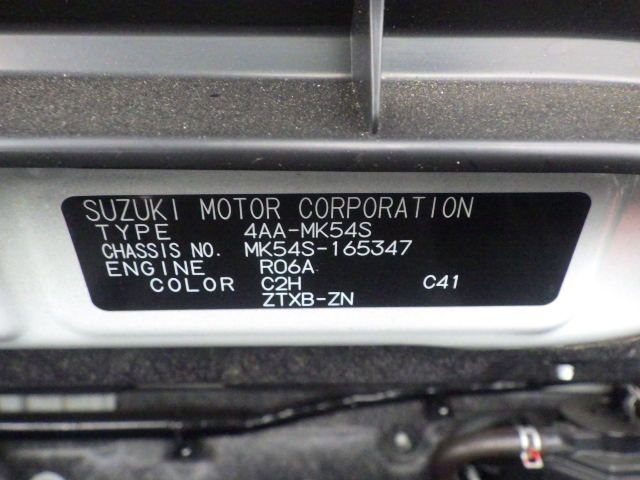 SUZUKI MOTOR CORPORATION
TYPE 4AA-MK54S
CHASSIS NO. MK54S-165347
ENGINE R06A
COLOR C2H C41
ZTXB-ZN